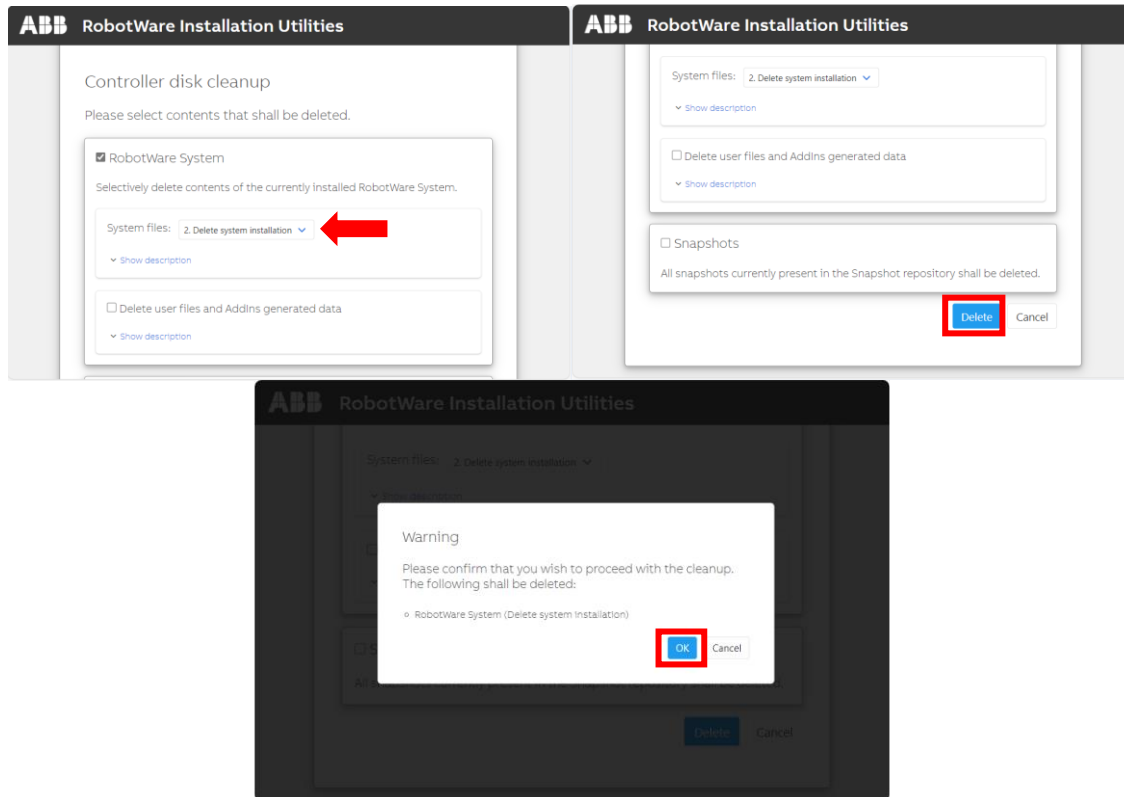 ABB RobotWare Installation Utilities
Controller disk cleanup
Please select contents that shall be deleted.
RobotWare System
Selectively delete contents of the currently installed RobotWare System.
System files: 2. Delete system installation
Show description
Delete user files and AddIns generated data
Show description
ABB RobotWare Installation Utilities
System files: 2. Delete system installation
Show description
Delete user files and AddIns generated data
Show description
Snapshots
All snapshots currently present in the Snapshot repository shall be deleted.
Delete Cancel
ABB RobotWare Installation Utilities
System files: 2. Delete system installation
Show description
Warning
Please confirm that you wish to proceed with the cleanup.
The following shall be deleted:
RobotWare System (Delete system Installation)
OK Cancel
Delete Cancel